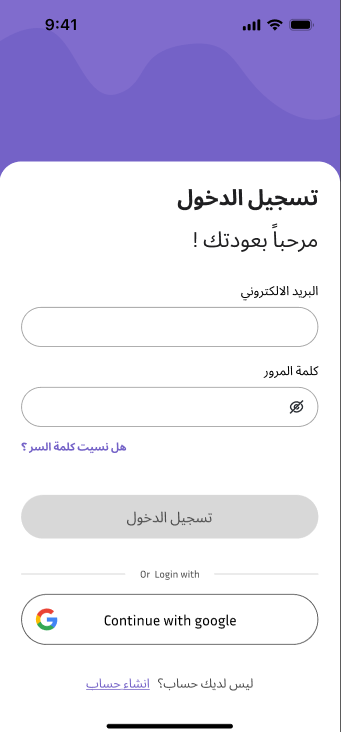 9:41
تسجيل الدخول
مرحباً بعودتك !
البريد الالكتروني
كلمة المرور
هل نسيت كلمة السر ؟
تسجيل الدخول
Or Login with
Continue with google
ليس لديك حساب؟ انشاء حساب